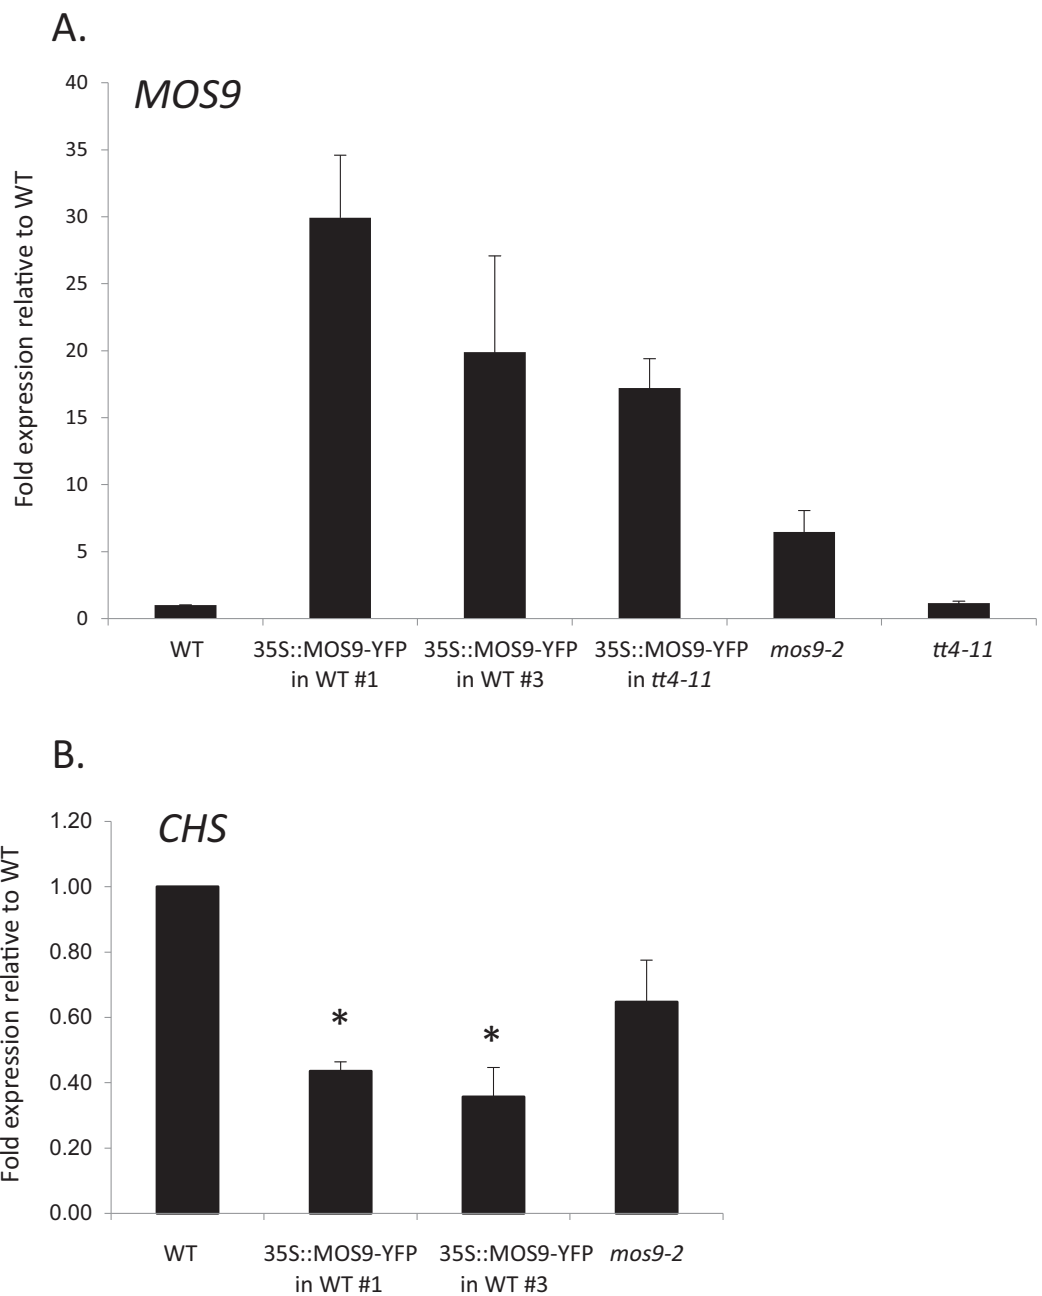 A.
MOS9
Fold expression relative to WT
40
35
30
25
20
15
10
5
0
WT
35S::MOS9-YFP
in WT #1
35S::MOS9-YFP
in WT #3
35S::MOS9-YFP
in tt4-11
mos9-2
tt4-11
B.
CHS
Fold expression relative to WT
1.20
1.00
0.80
0.60
0.40
0.20
0.00
*
*
WT
35S::MOS9-YFP
in WT #1
35S::MOS9-YFP
in WT #3
mos9-2